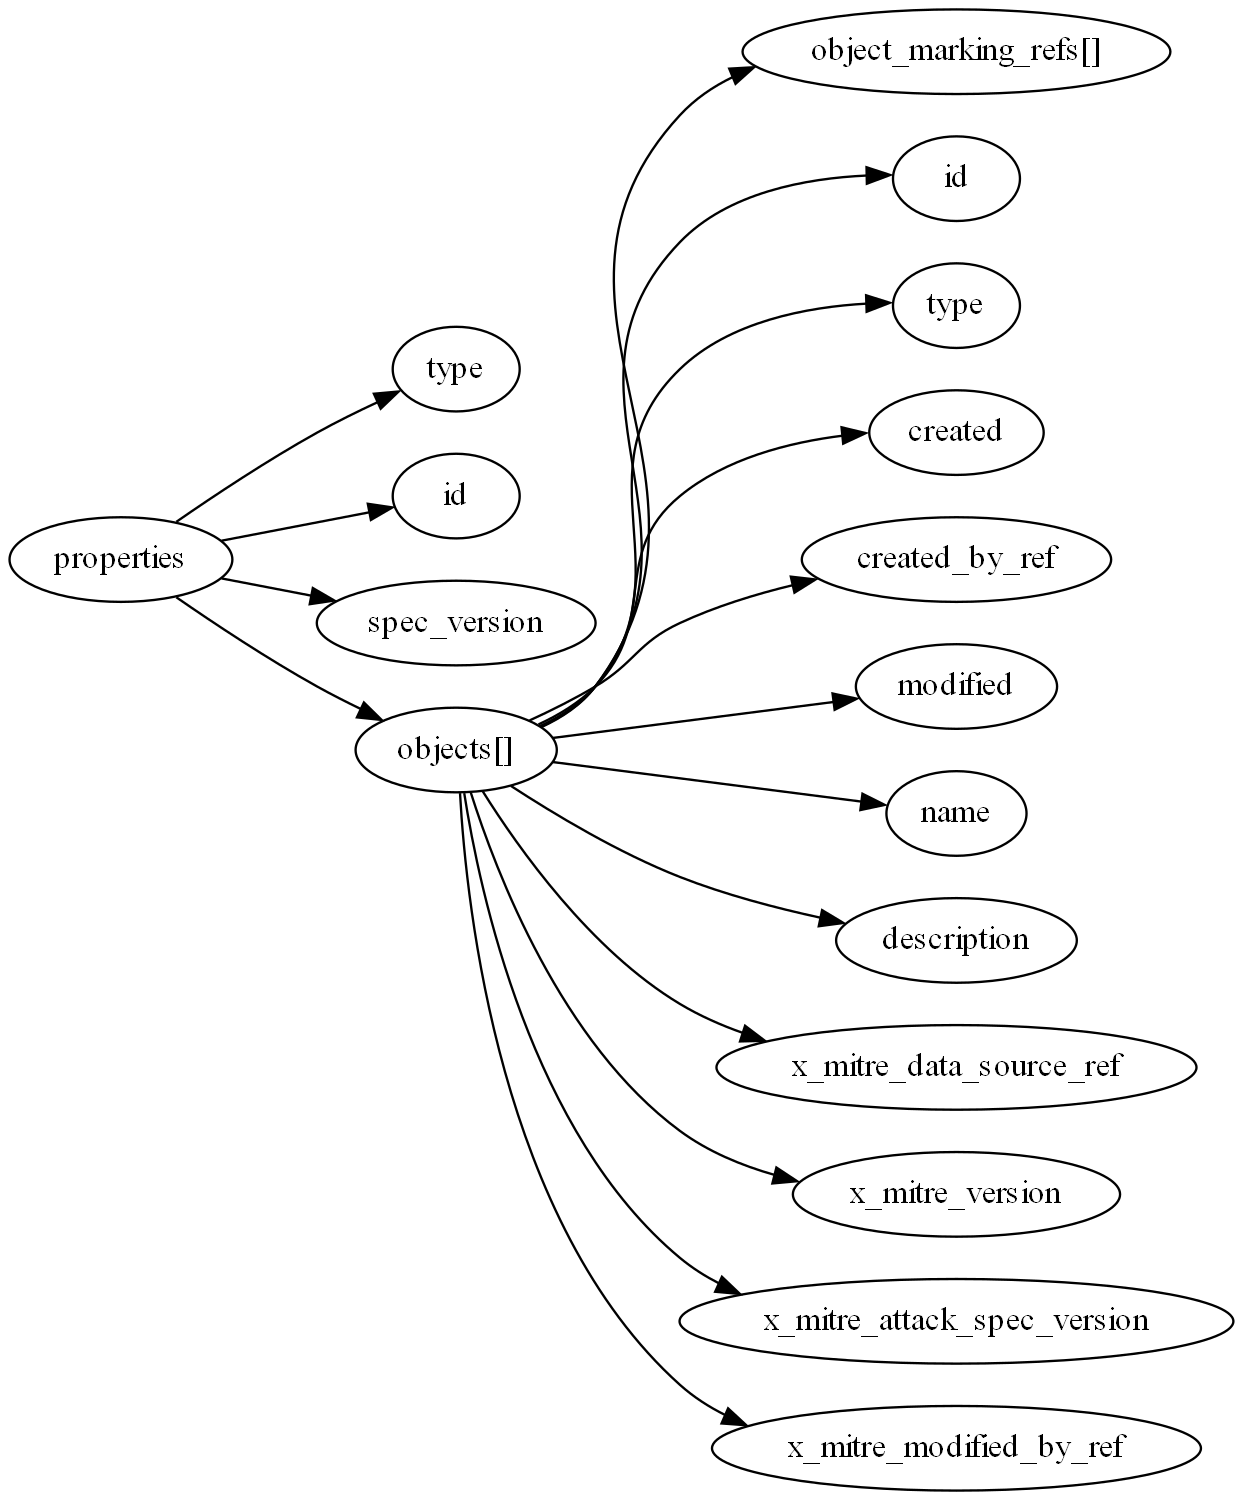 object_marking_refs[]
id
type
type
created
id
properties
created_by_ref
spec_version
modified
objects[]
name
description
x_mitre_data_source_ref
x_mitre_version
x_mitre_attack_spec_version
x_mitre_modified_by_ref